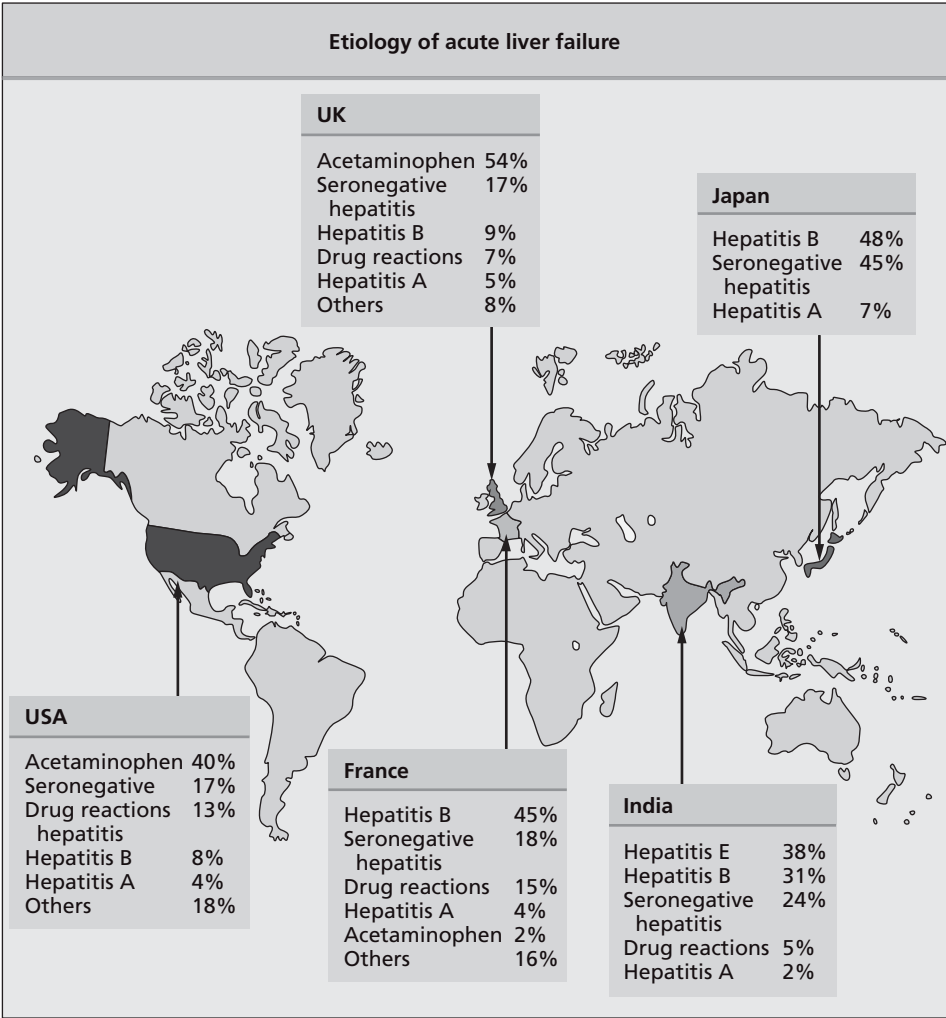 Etiology of acute liver failure
UK
Acetaminophen 54%
Seronegative 17%
hepatitis
Hepatitis B 9%
Drug reactions 7%
Hepatitis A 5%
Others 8%
Japan
Hepatitis B 48%
Seronegative 45%
hepatitis
Hepatitis A 7%
USA
Acetaminophen 40%
Seronegative 17%
Drug reactions 13%
hepatitis
Hepatitis B 8%
Hepatitis A 4%
Others 18%
France
Hepatitis B 45%
Seronegative 18%
hepatitis
Drug reactions 15%
Hepatitis A 4%
Acetaminophen 2%
Others 16%
India
Hepatitis E 38%
Hepatitis B 31%
Seronegative 24%
hepatitis
Drug reactions 5%
Hepatitis A 2%